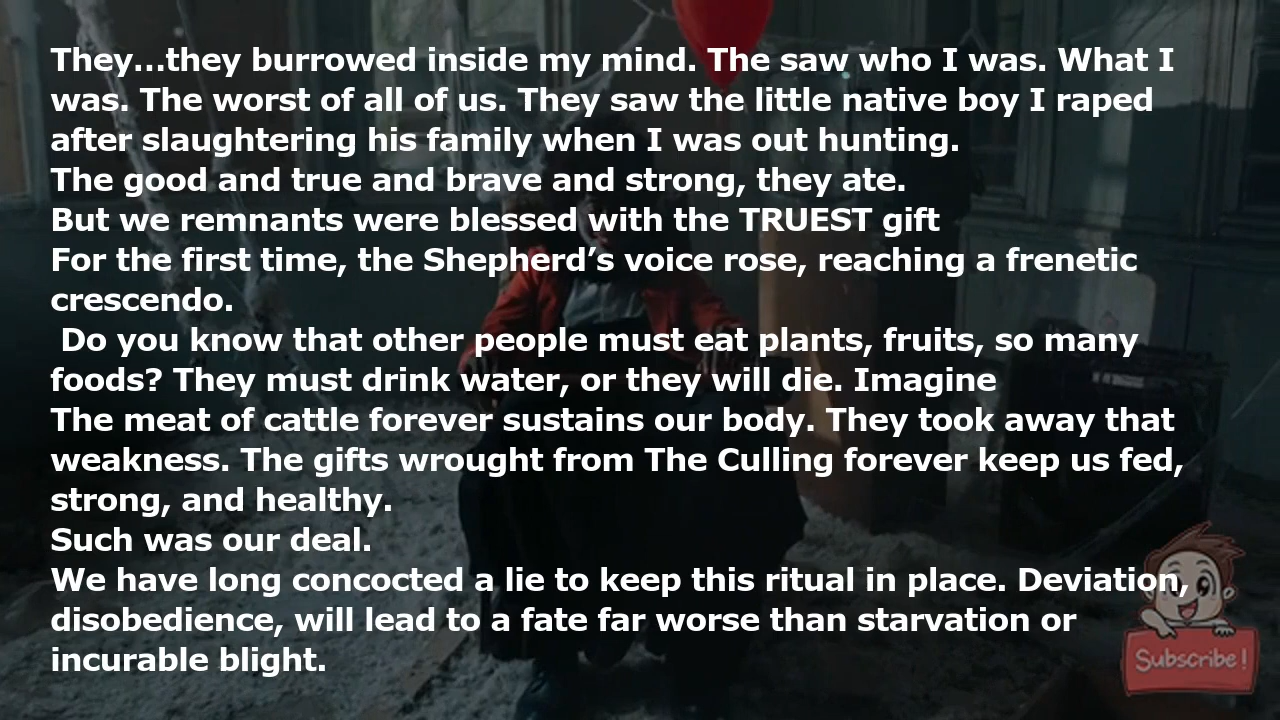 They...they burrowed inside my mind. The saw who I was. What I
was. The worst of all of us. They saw the little native boy I raped
after slaughtering his family when I was out hunting.
The good and true and brave and strong, they ate.
But we remnants were blessed with the TRUEST gift
For the first time, the Shepherd’s voice rose, reaching a frenetic
crescendo.
Do you know that other people must eat plants, fruits, so many
foods? They must drink water, or they will die. Imagine
The meat of cattle forever sustains our body. They took away that
weakness. The gifts wrought from The Culling forever keep us fed,
strong, and healthy.
Such was our deal.
We have long concocted a lie to keep this ritual in place. Deviation,
disobedience, will lead to a fate far worse than starvation or
incurable blight.
Subscribe!